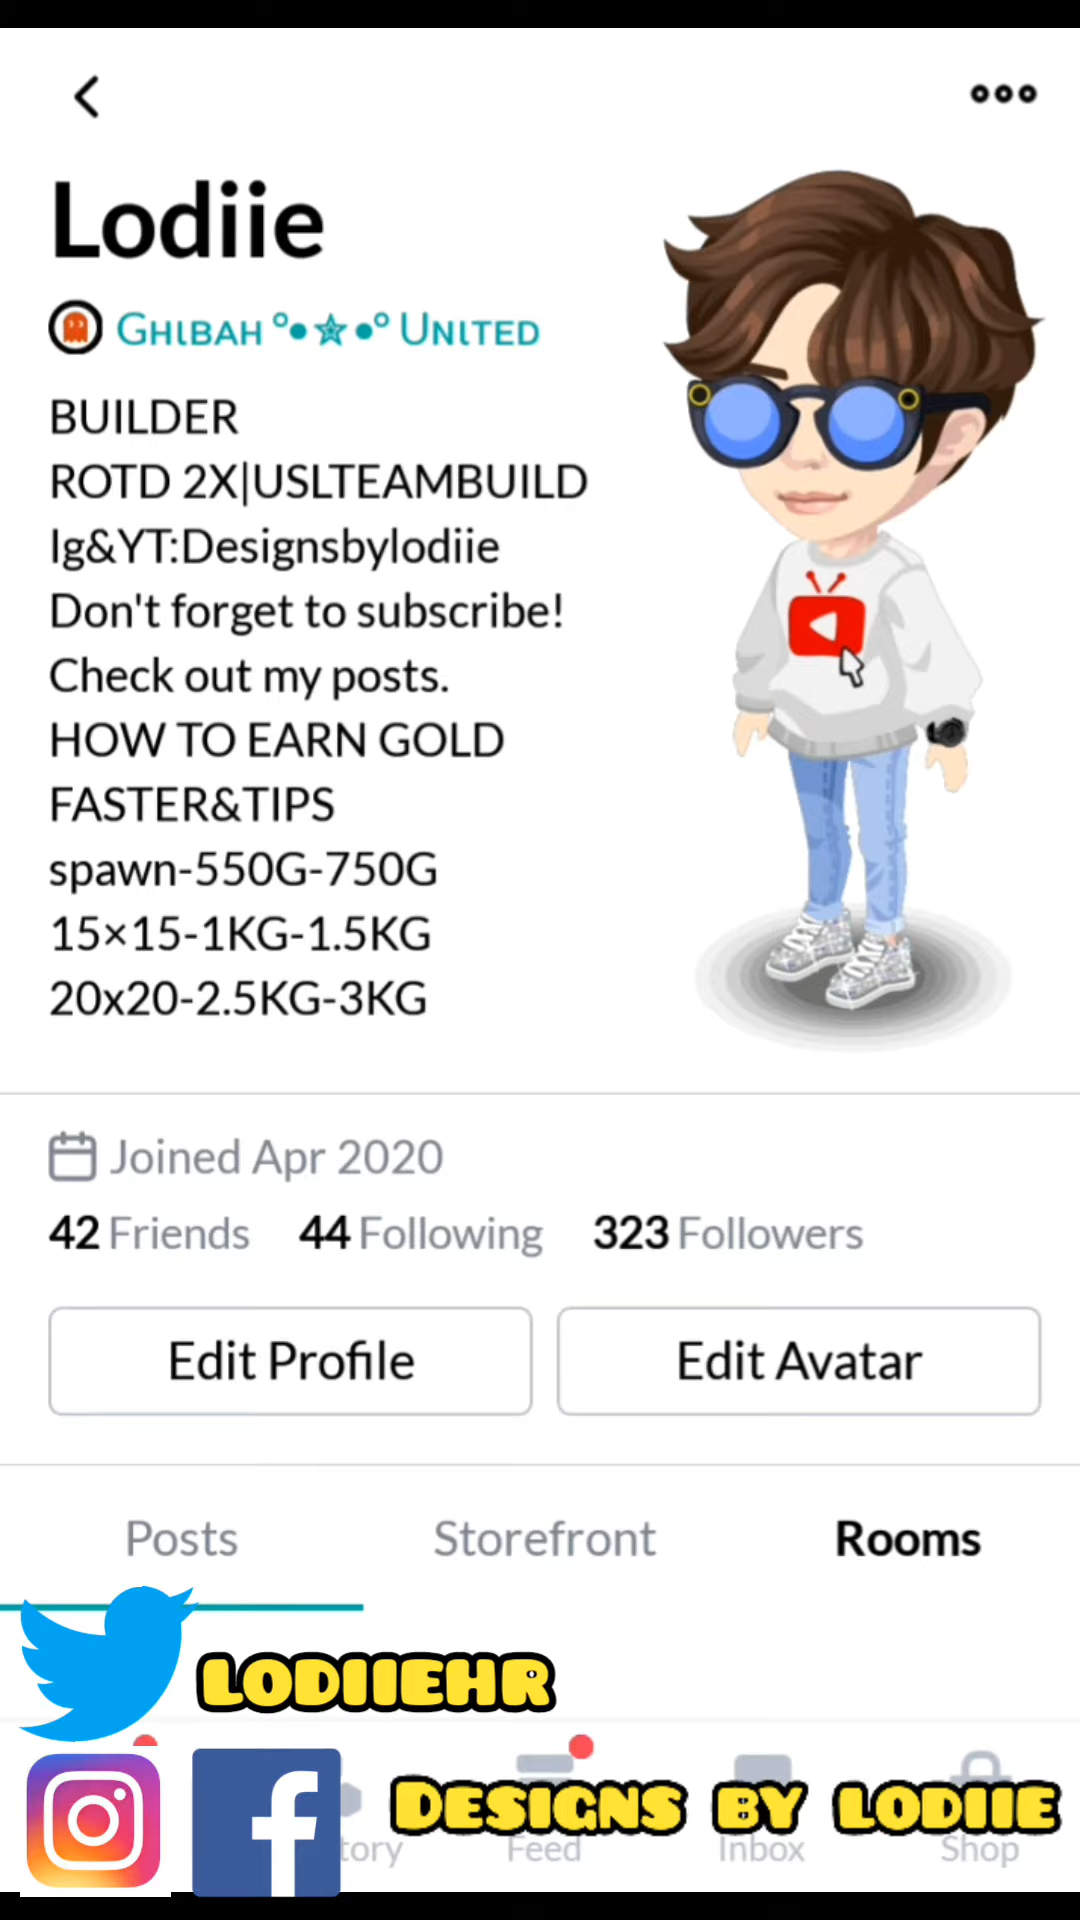 Lodiie
Ghibah °•☆•° United
BUILDER
ROTD 2X|USLTEAMBUILD
Ig&YT:Designsbylodiie
Don't forget to subscribe!
Check out my posts.
HOW TO EARN GOLD
FASTER&TIPS
spawn-550G-750G
15×15-1KG-1.5KG
20x20-2.5KG-3KG
Joined Apr 2020
42 Friends 44 Following 323 Followers
Edit Profile Edit Avatar
Posts Storefront Rooms
LODIIEHR
DESIGNS BY LODIIE
tory Feed Inbox Shop